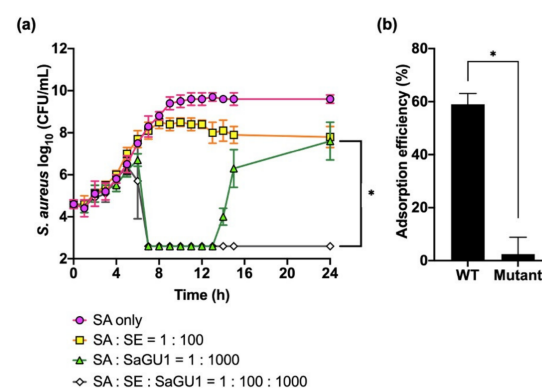 (a)
(b)
S. aureus log10 (CFU/mL)
12
10
8
6
4
2
0
4
8
12
16
20
24
Time (h)
*
SA only
SA : SE = 1 : 100
SA : SaGU1 = 1 : 1000
SA : SE : SaGU1 = 1 : 100 : 1000
Adsorption efficiency (%)
80
60
40
20
0
*
WT
Mutant